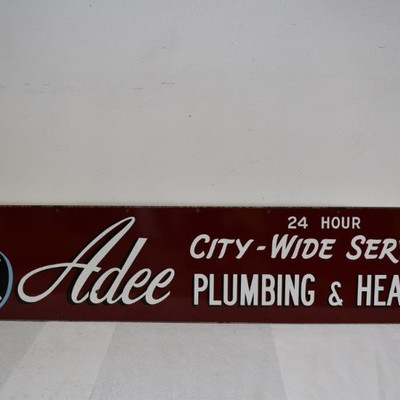 24 HOUR
Adee CITY-WIDE SER
PLUMBING & HEA